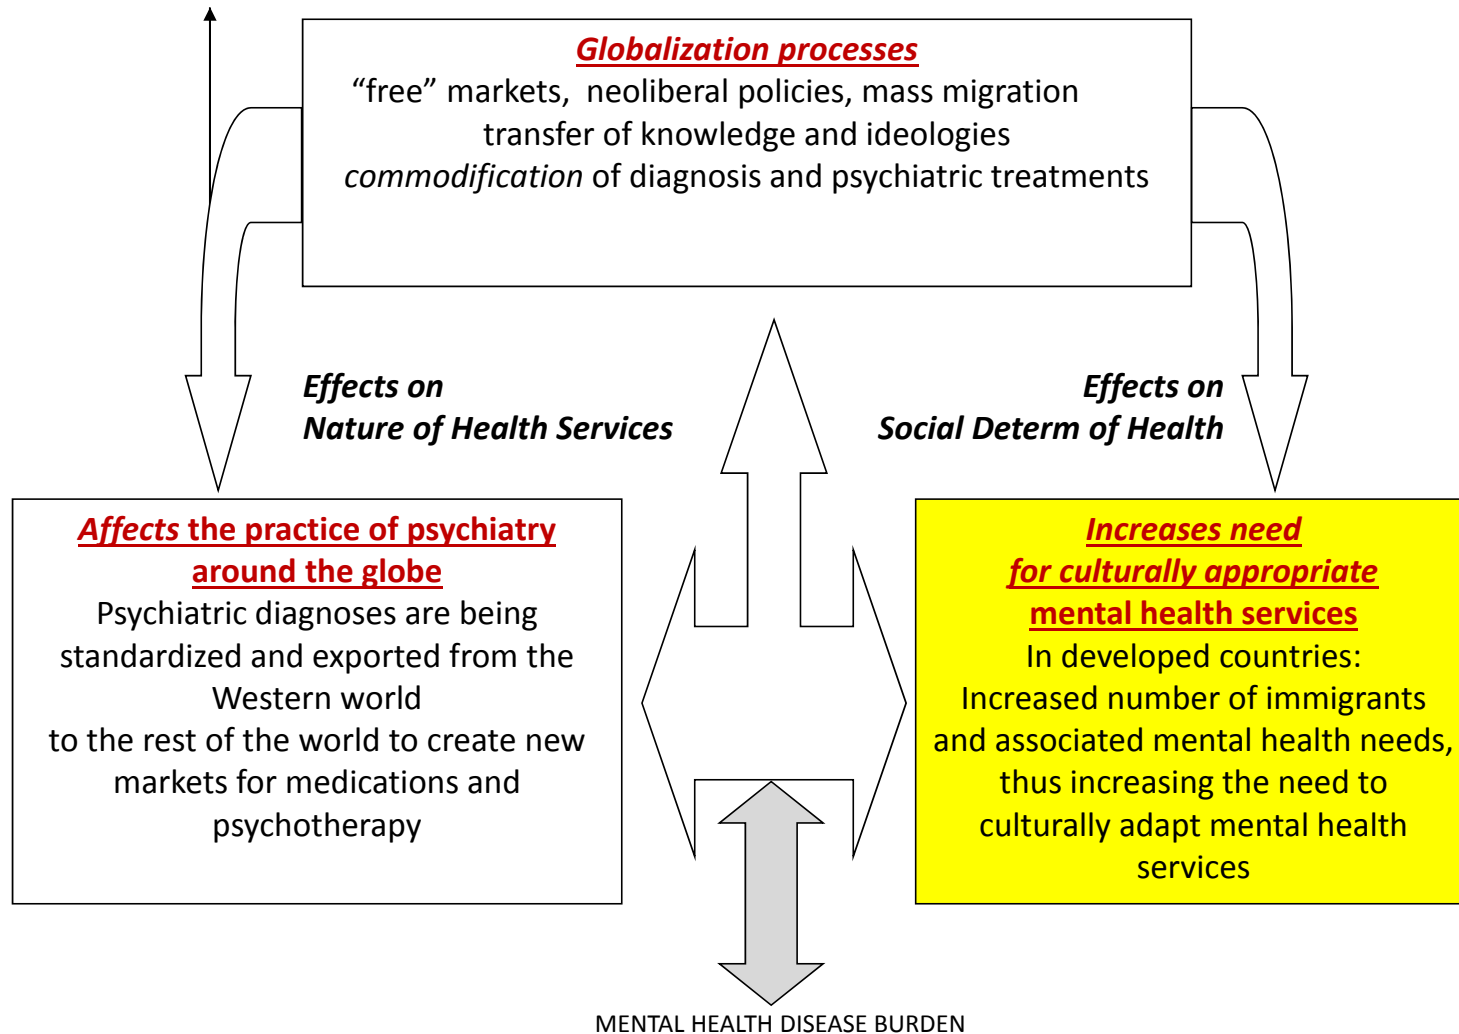 Globalization processes
“free” markets, neoliberal policies, mass migration
transfer of knowledge and ideologies
commodification of diagnosis and psychiatric treatments
Effects on
Nature of Health Services
Effects on
Social Determ of Health
Affects the practice of psychiatry
around the globe
Psychiatric diagnoses are being
standardized and exported from the
Western world
to the rest of the world to create new
markets for medications and
psychotherapy
Increases need
for culturally appropriate
mental health services
In developed countries:
Increased number of immigrants
and associated mental health needs,
thus increasing the need to
culturally adapt mental health
services
MENTAL HEALTH DISEASE BURDEN